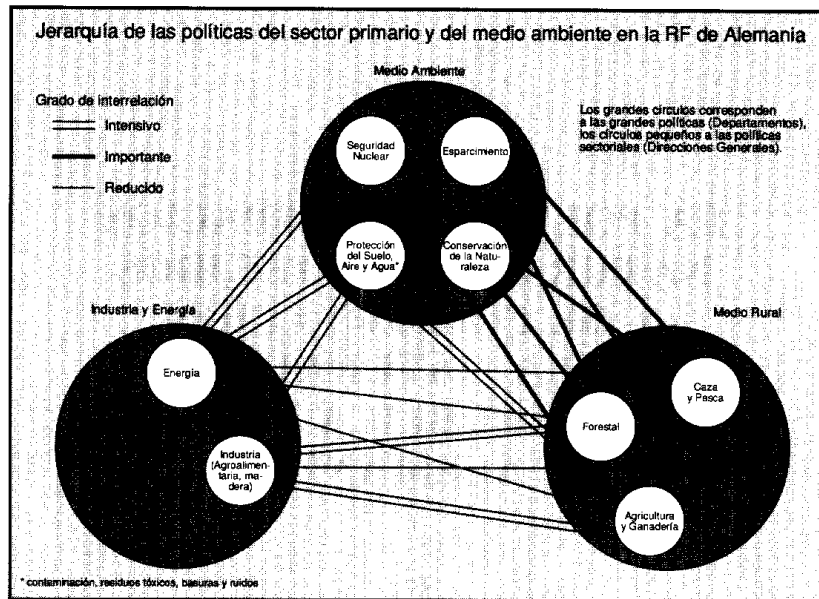 Jerarquía de las políticas del sector primario y del medio ambiente en la RF de Alemania
Medio Ambiente
Grado de interrelación
Intensivo
Importante
Reducido
Los grandes círculos corresponden
a las grandes políticas (Departamentos),
los círculos pequeños a las políticas
sectoriales (Direcciones Generales).
Seguridad
Nuclear
Esparcimiento
Protección
del Suelo,
Aire y Agua*
Conservación
de la Natu-
raleza
Industria y Energía
Medio Rural
Energía
Industria
(Agroalimen-
tária, ma-
dera)
Caza
y Pesca
Forestal
Agricultura
y Ganadería
* contaminación, residuos tóxicos, basuras y ruidos